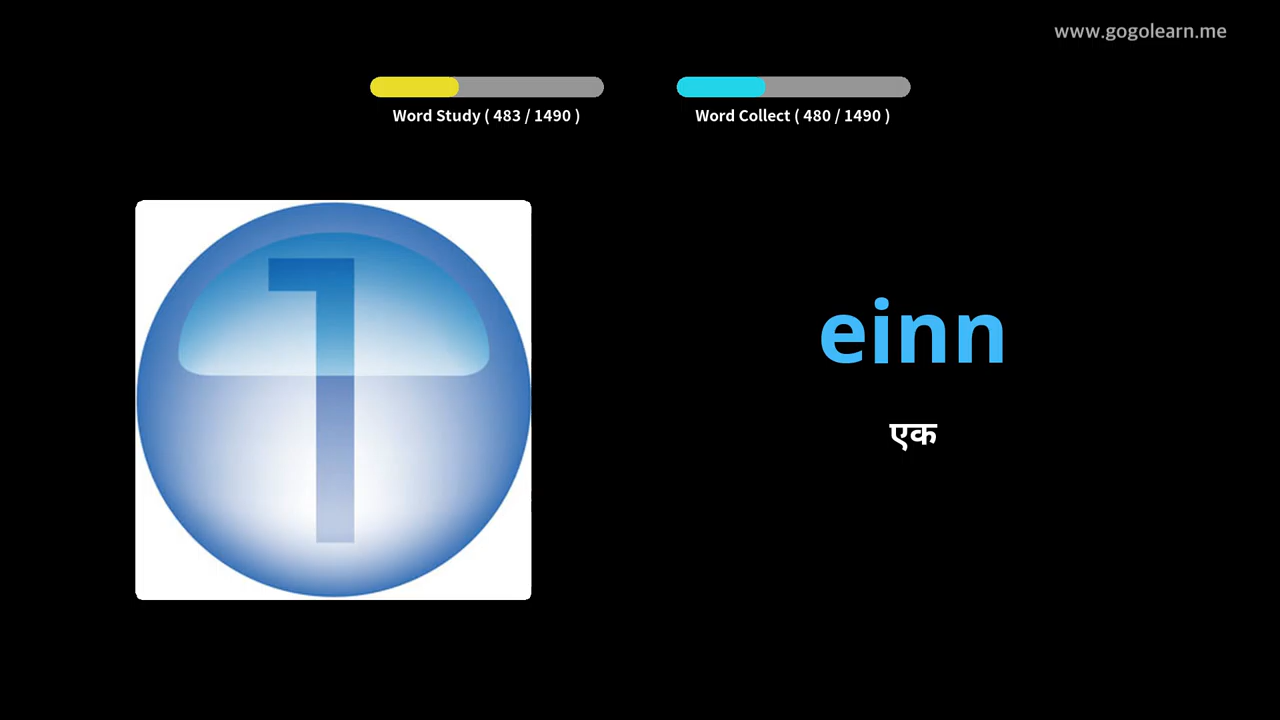 www.gogolearn.me
Word Study ( 483 / 1490 )
Word Collect ( 480 / 1490 )
1
einn
एक